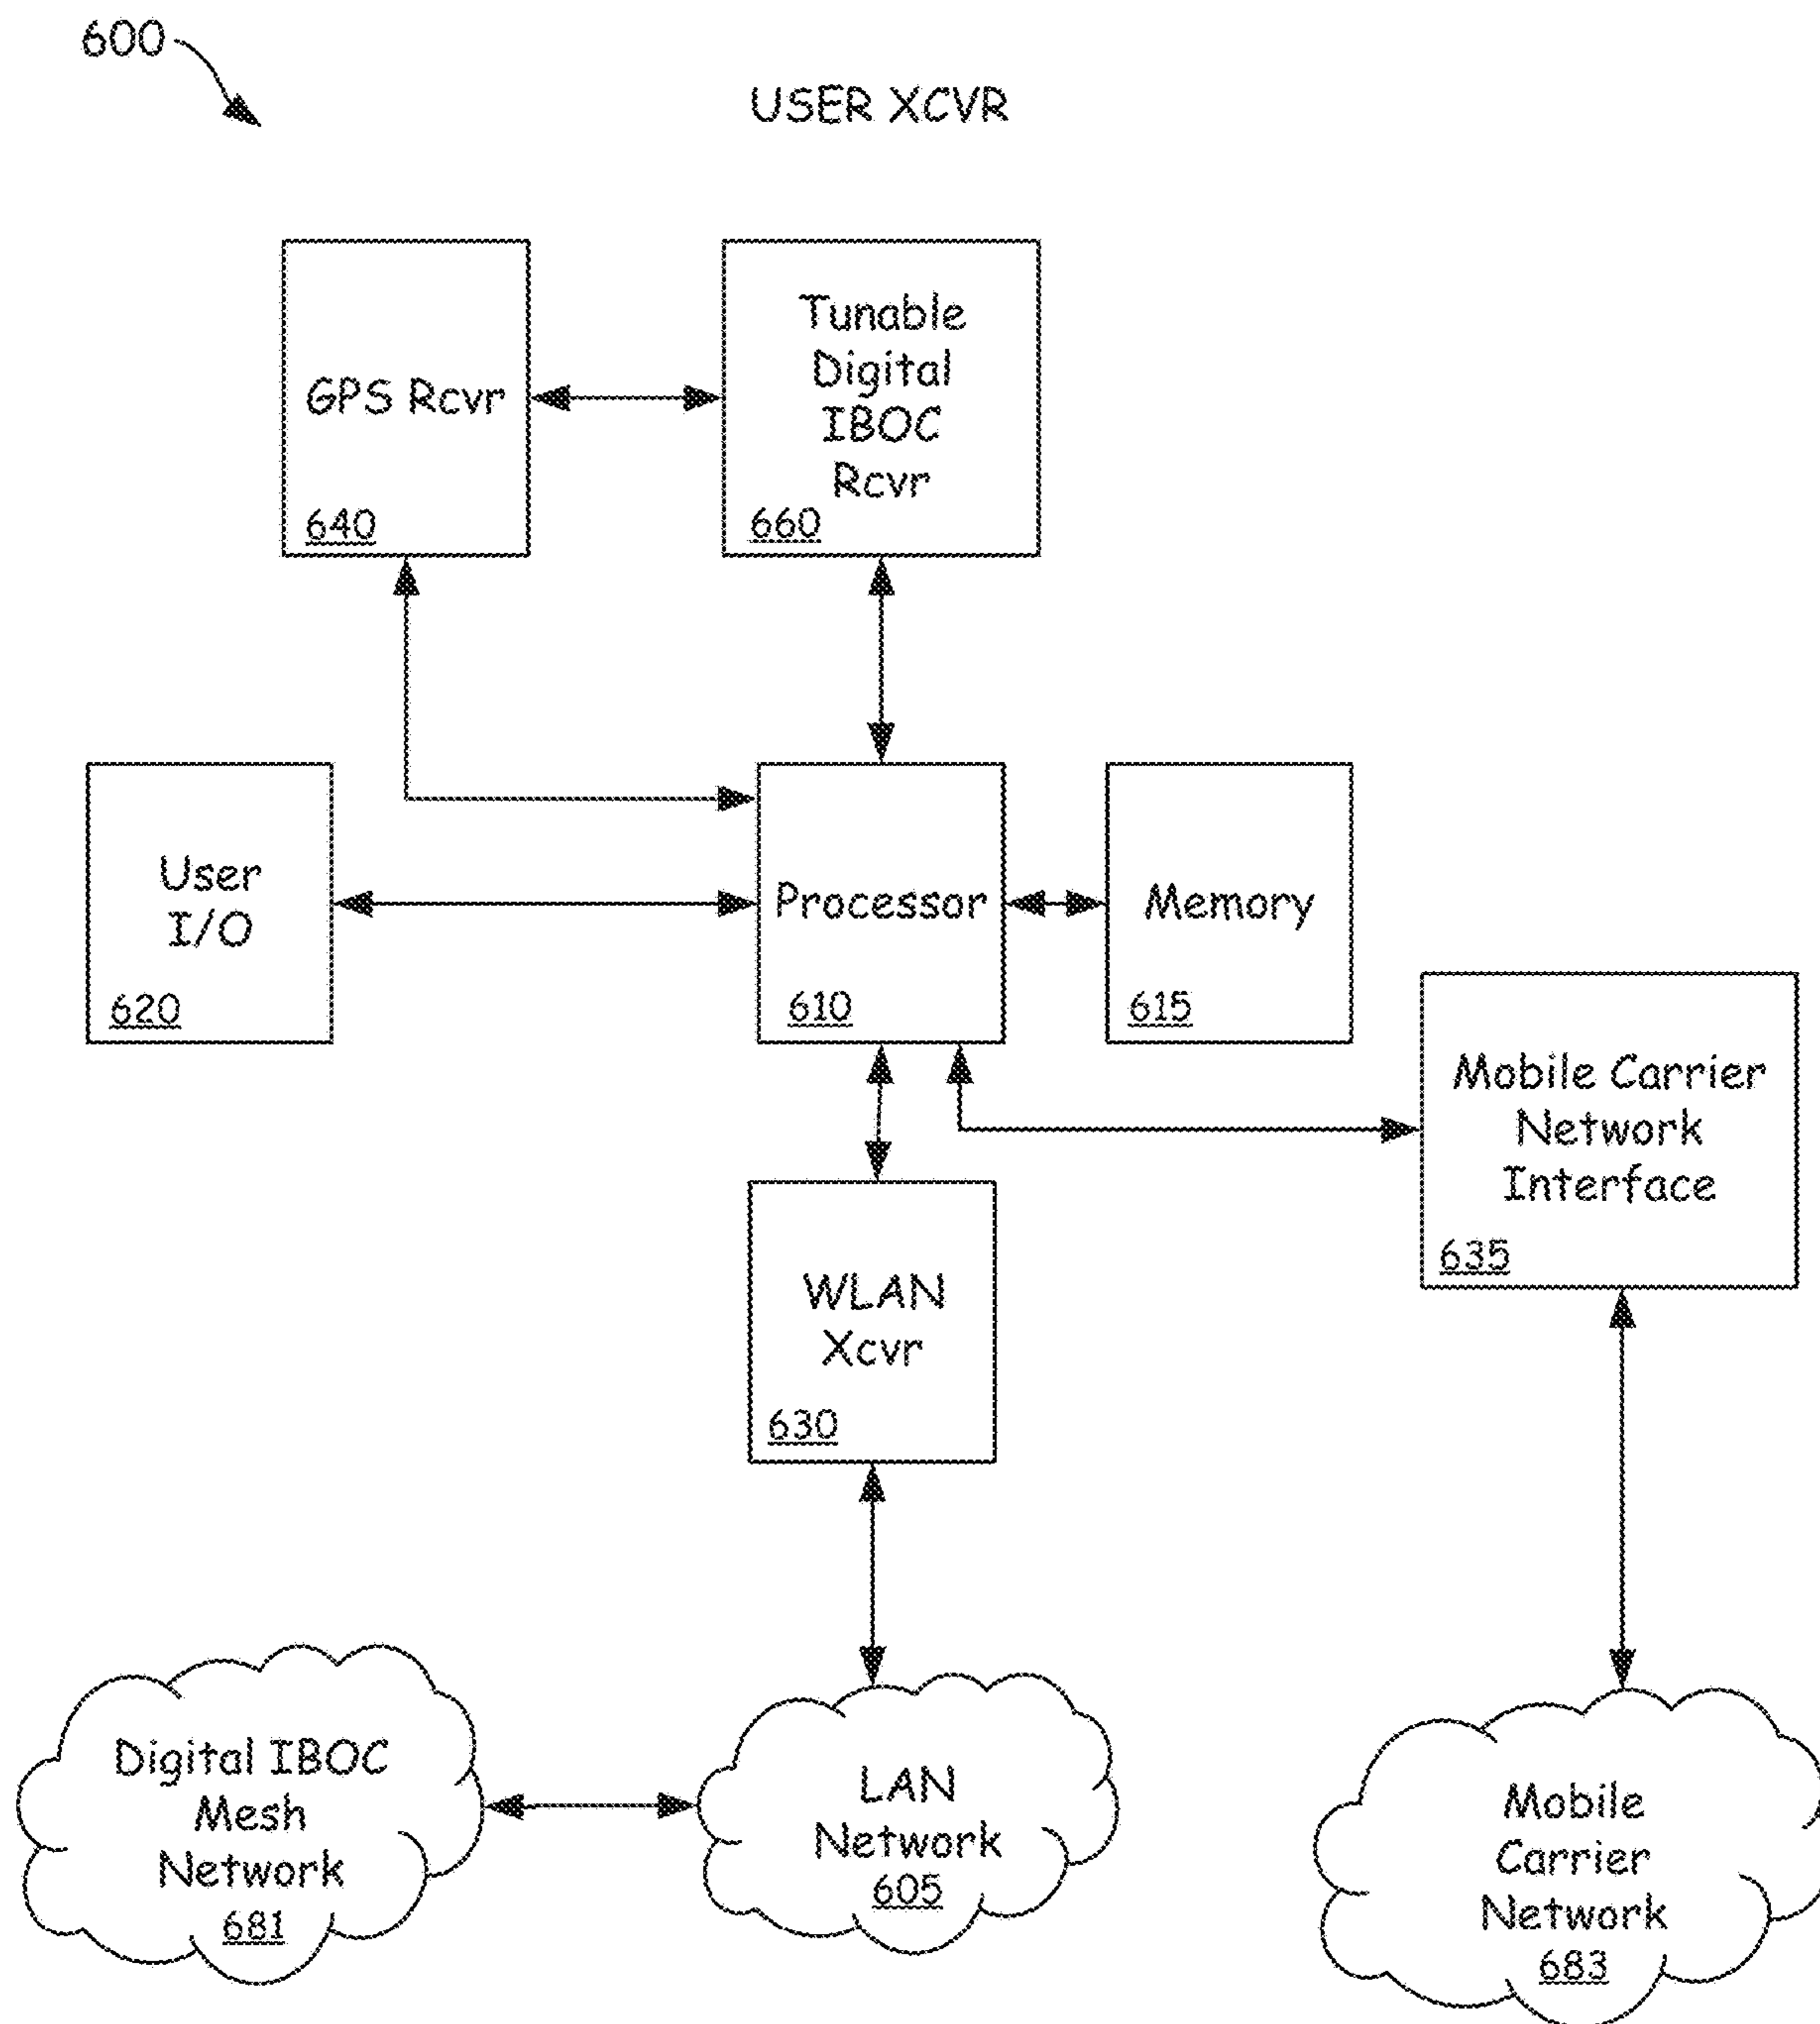 600
USER XCVR
GPS Rcvr
640
Tunable
Digital
IBOC
Rcvr
660
User
I/O
620
Processor
610
Memory
615
Mobile Carrier
Network
Interface
635
WLAN
Xcvr
630
Digital IBOC
Mesh
Network
681
LAN
Network
605
Mobile
Carrier
Network
683